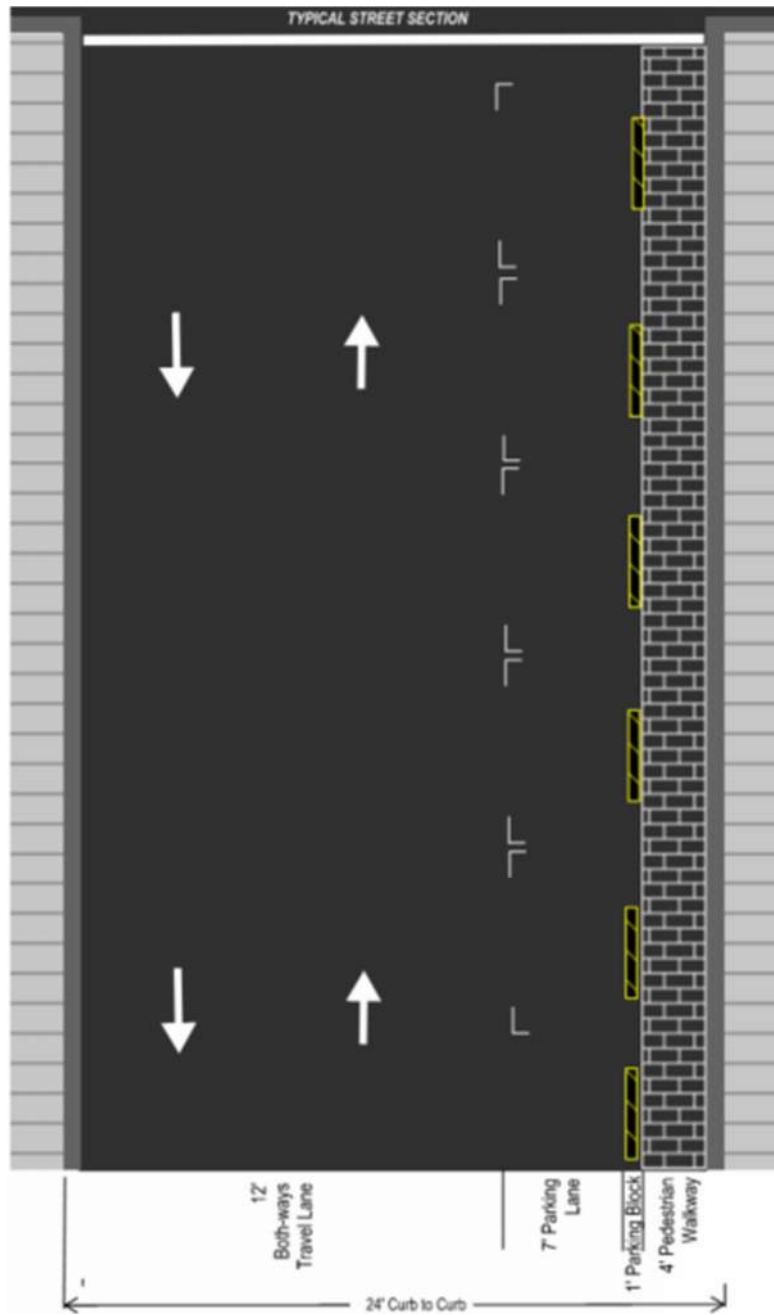 TYPICAL STREET SECTION
12'
Both-ways
Travel Lane
7' Parking
Lane
1' Parking Block
4' Pedestrian
Walkway
24' Curb to Curb